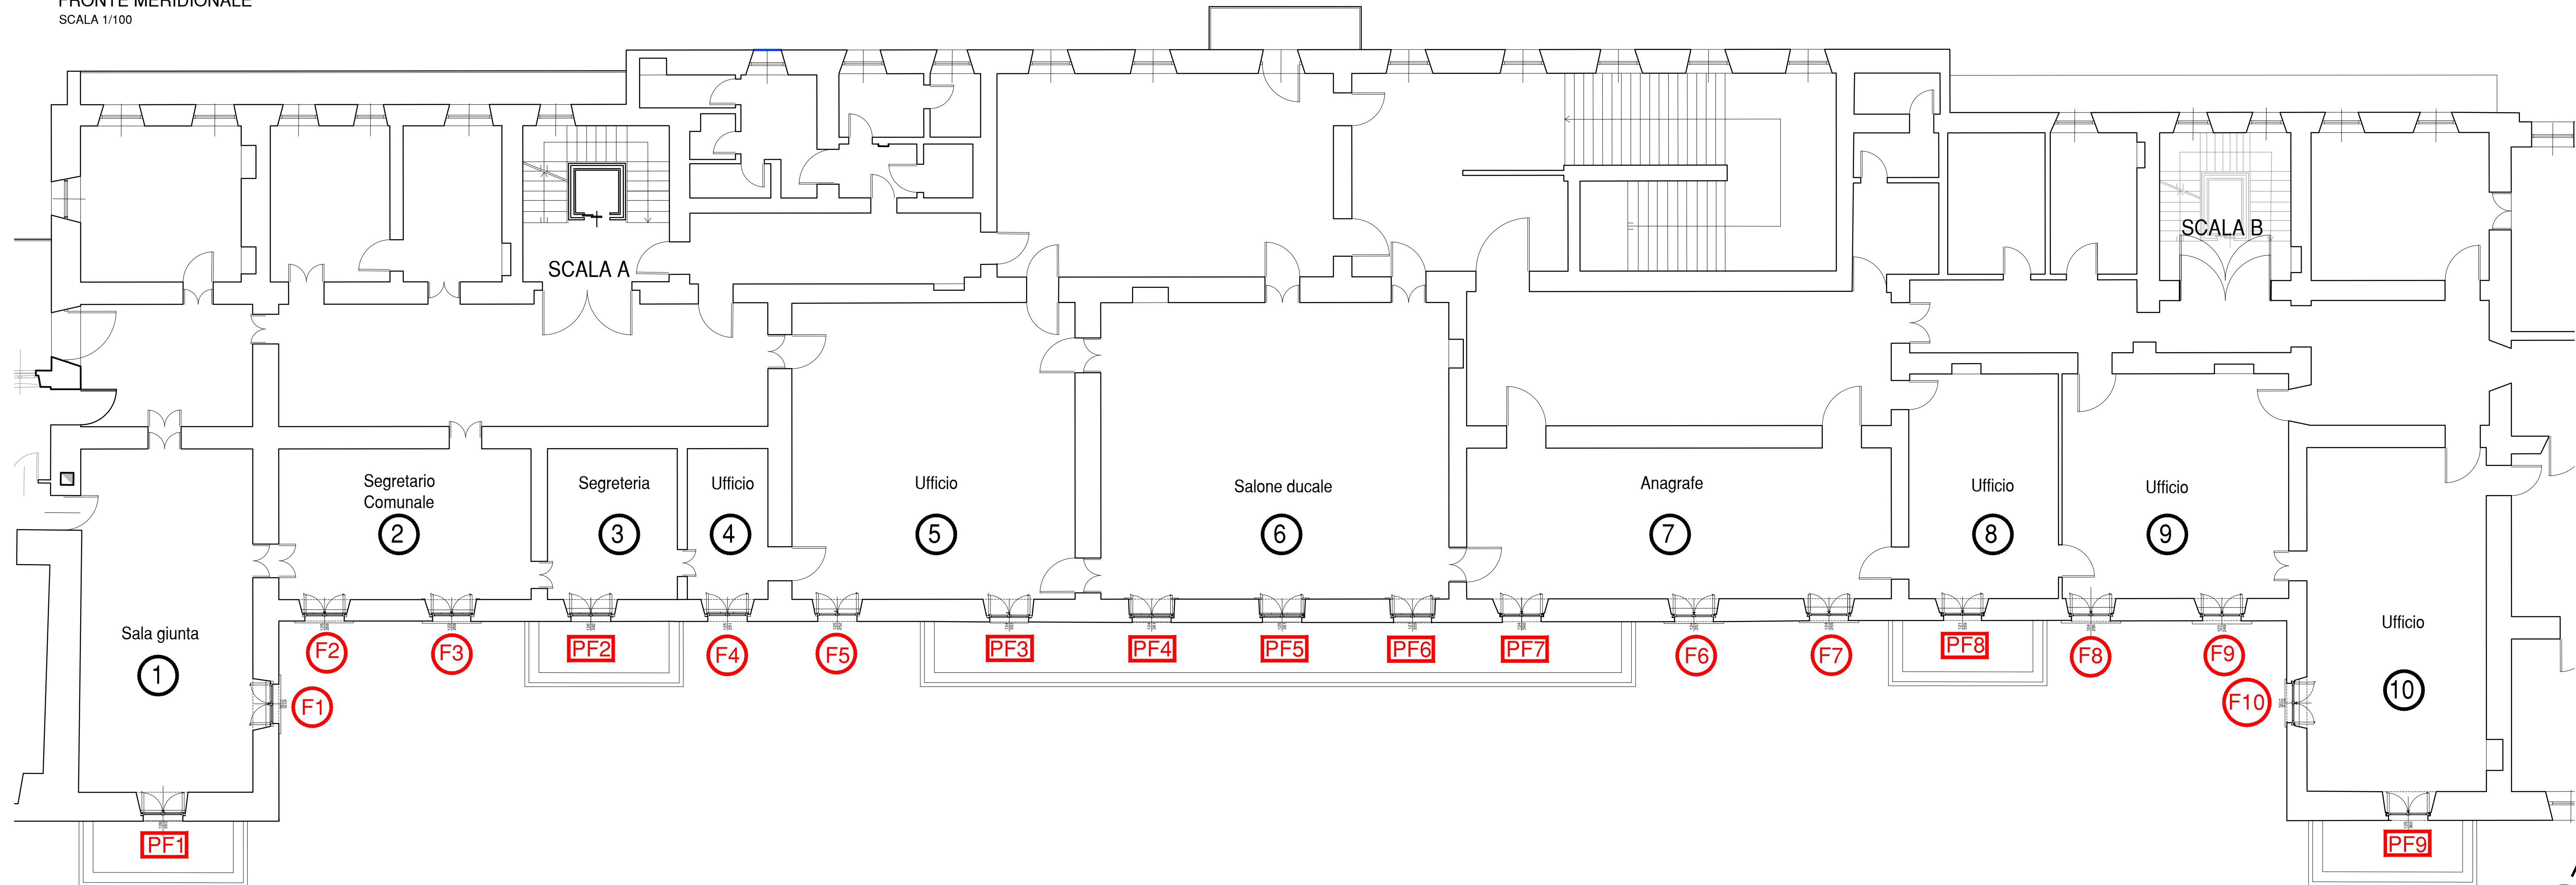 FRONTE MERIDIONALE
SCALA 1/100
SCALA A
SCALA B
Segretario
Comunale
2
Segreteria
3
Ufficio
4
Ufficio
5
Salone ducale
6
Anagrafe
7
Ufficio
8
Ufficio
9
Sala giunta
1
Ufficio
10
F1
F2
F3
PF2
F4
F5
PF3
PF4
PF5
PF6
PF7
F6
F7
PF8
F8
F9
F10
PF1
PF9